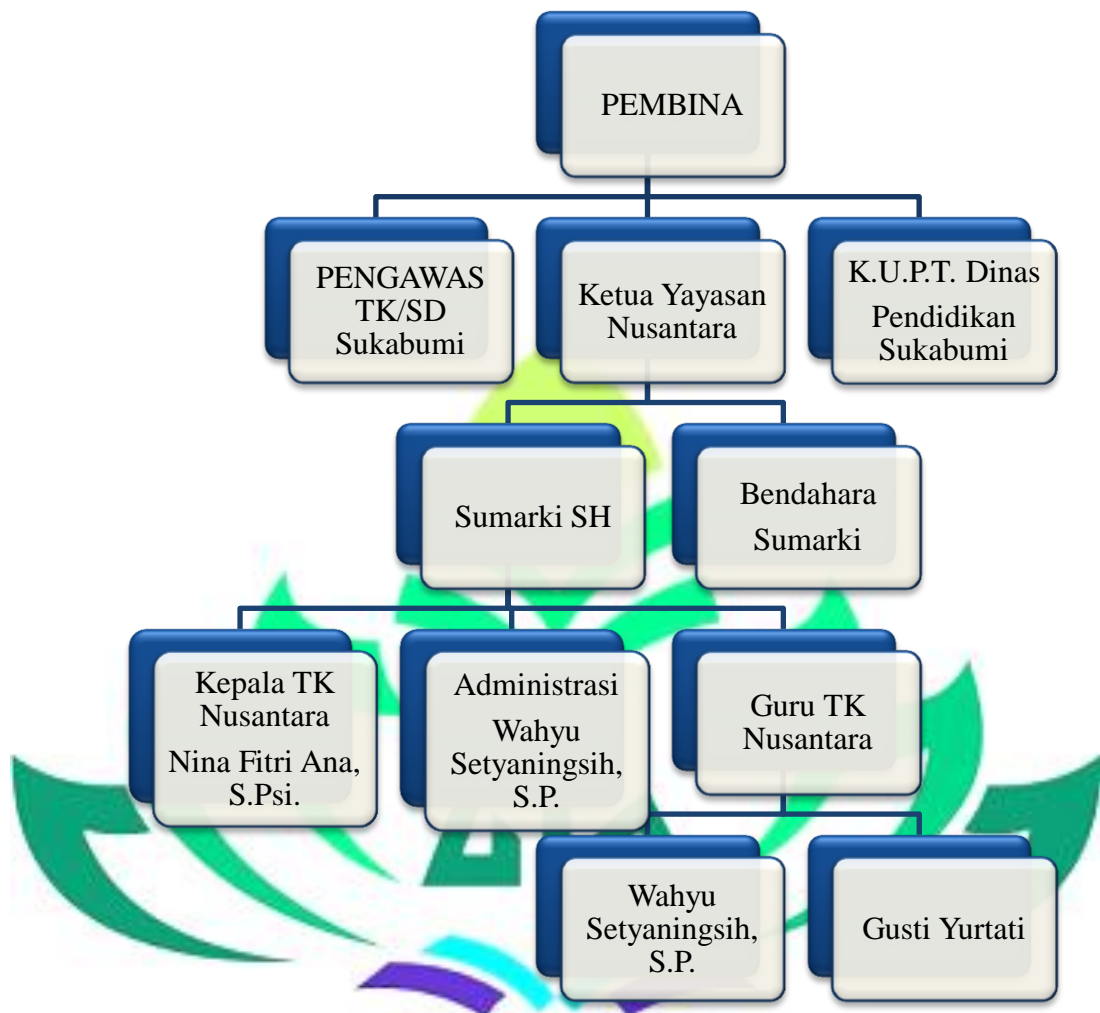 PEMBINA
PENGAWAS
TK/SD
Sukabumi
Ketua Yayasan
Nusantara
K.U.P.T. Dinas
Pendidikan
Sukabumi
Sumarki SH
Bendahara
Sumarki
Kepala TK
Nusantara
Nina Fitri Ana,
S.Psi.
Administrasi
Wahyu
Setyaningsih,
S.P.
Guru TK
Nusantara
Wahyu
Setyaningsih,
S.P.
Gusti Yurtati